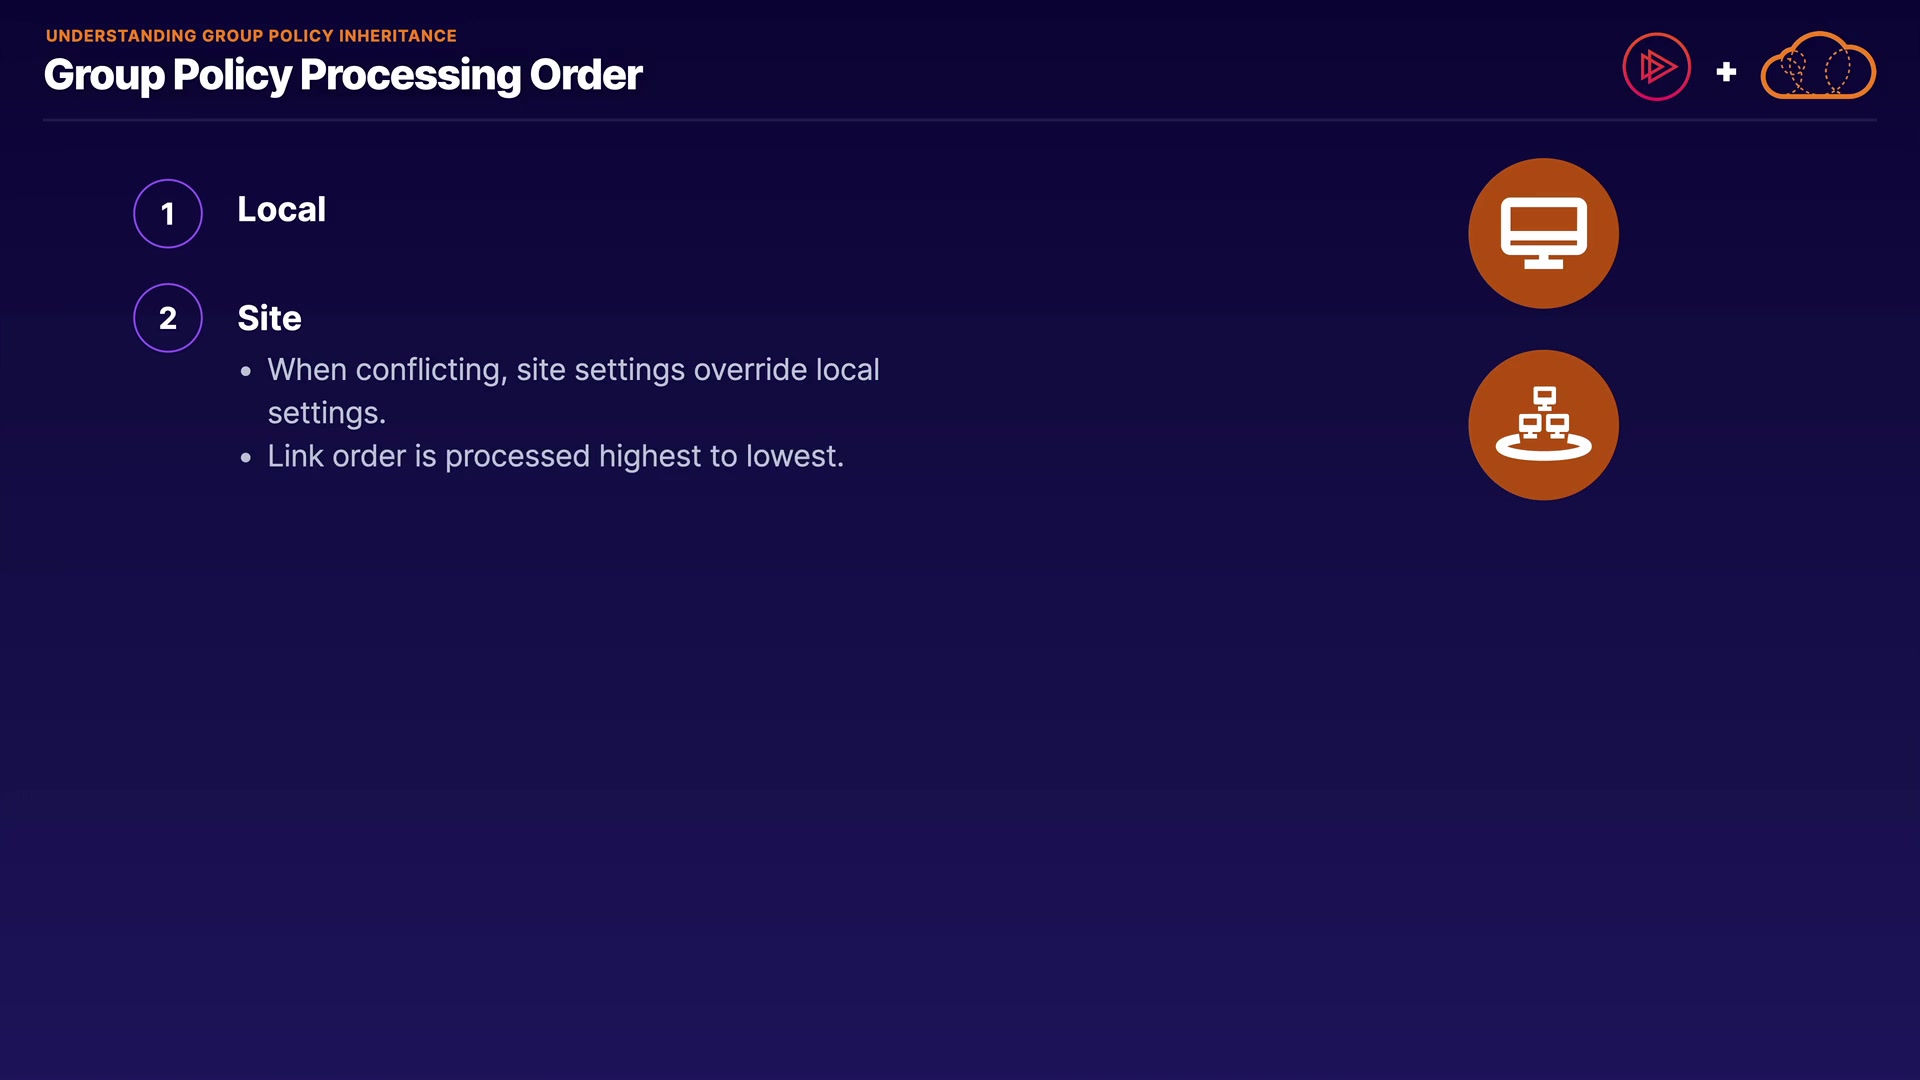 UNDERSTANDING GROUP POLICY INHERITANCE
Group Policy Processing Order
1 Local
2 Site
• When conflicting, site settings override local
settings.
• Link order is processed highest to lowest.